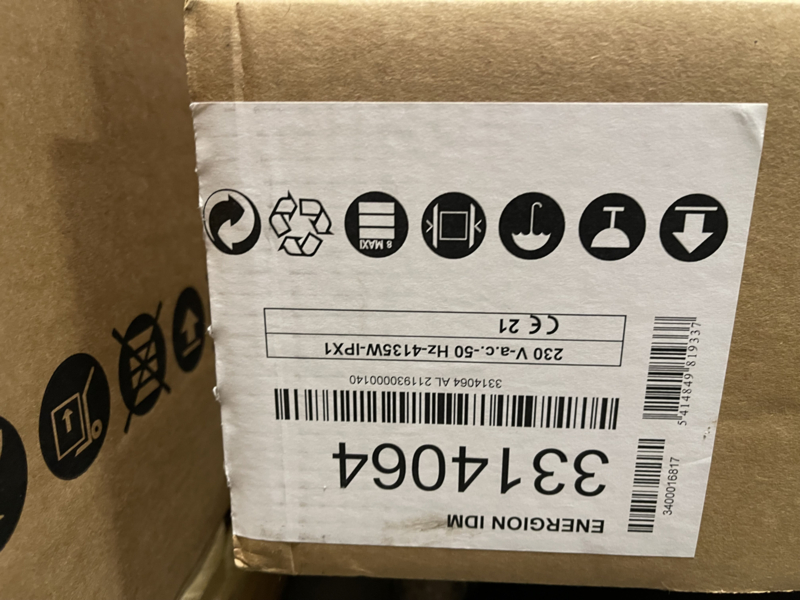 ENERGION IDM
3314064
3314064 AL 2119300000140
230 V-a.c.-50 Hz-4135W-IPX1
CE 21
8 MAXI
3400016817
5 414849 819337